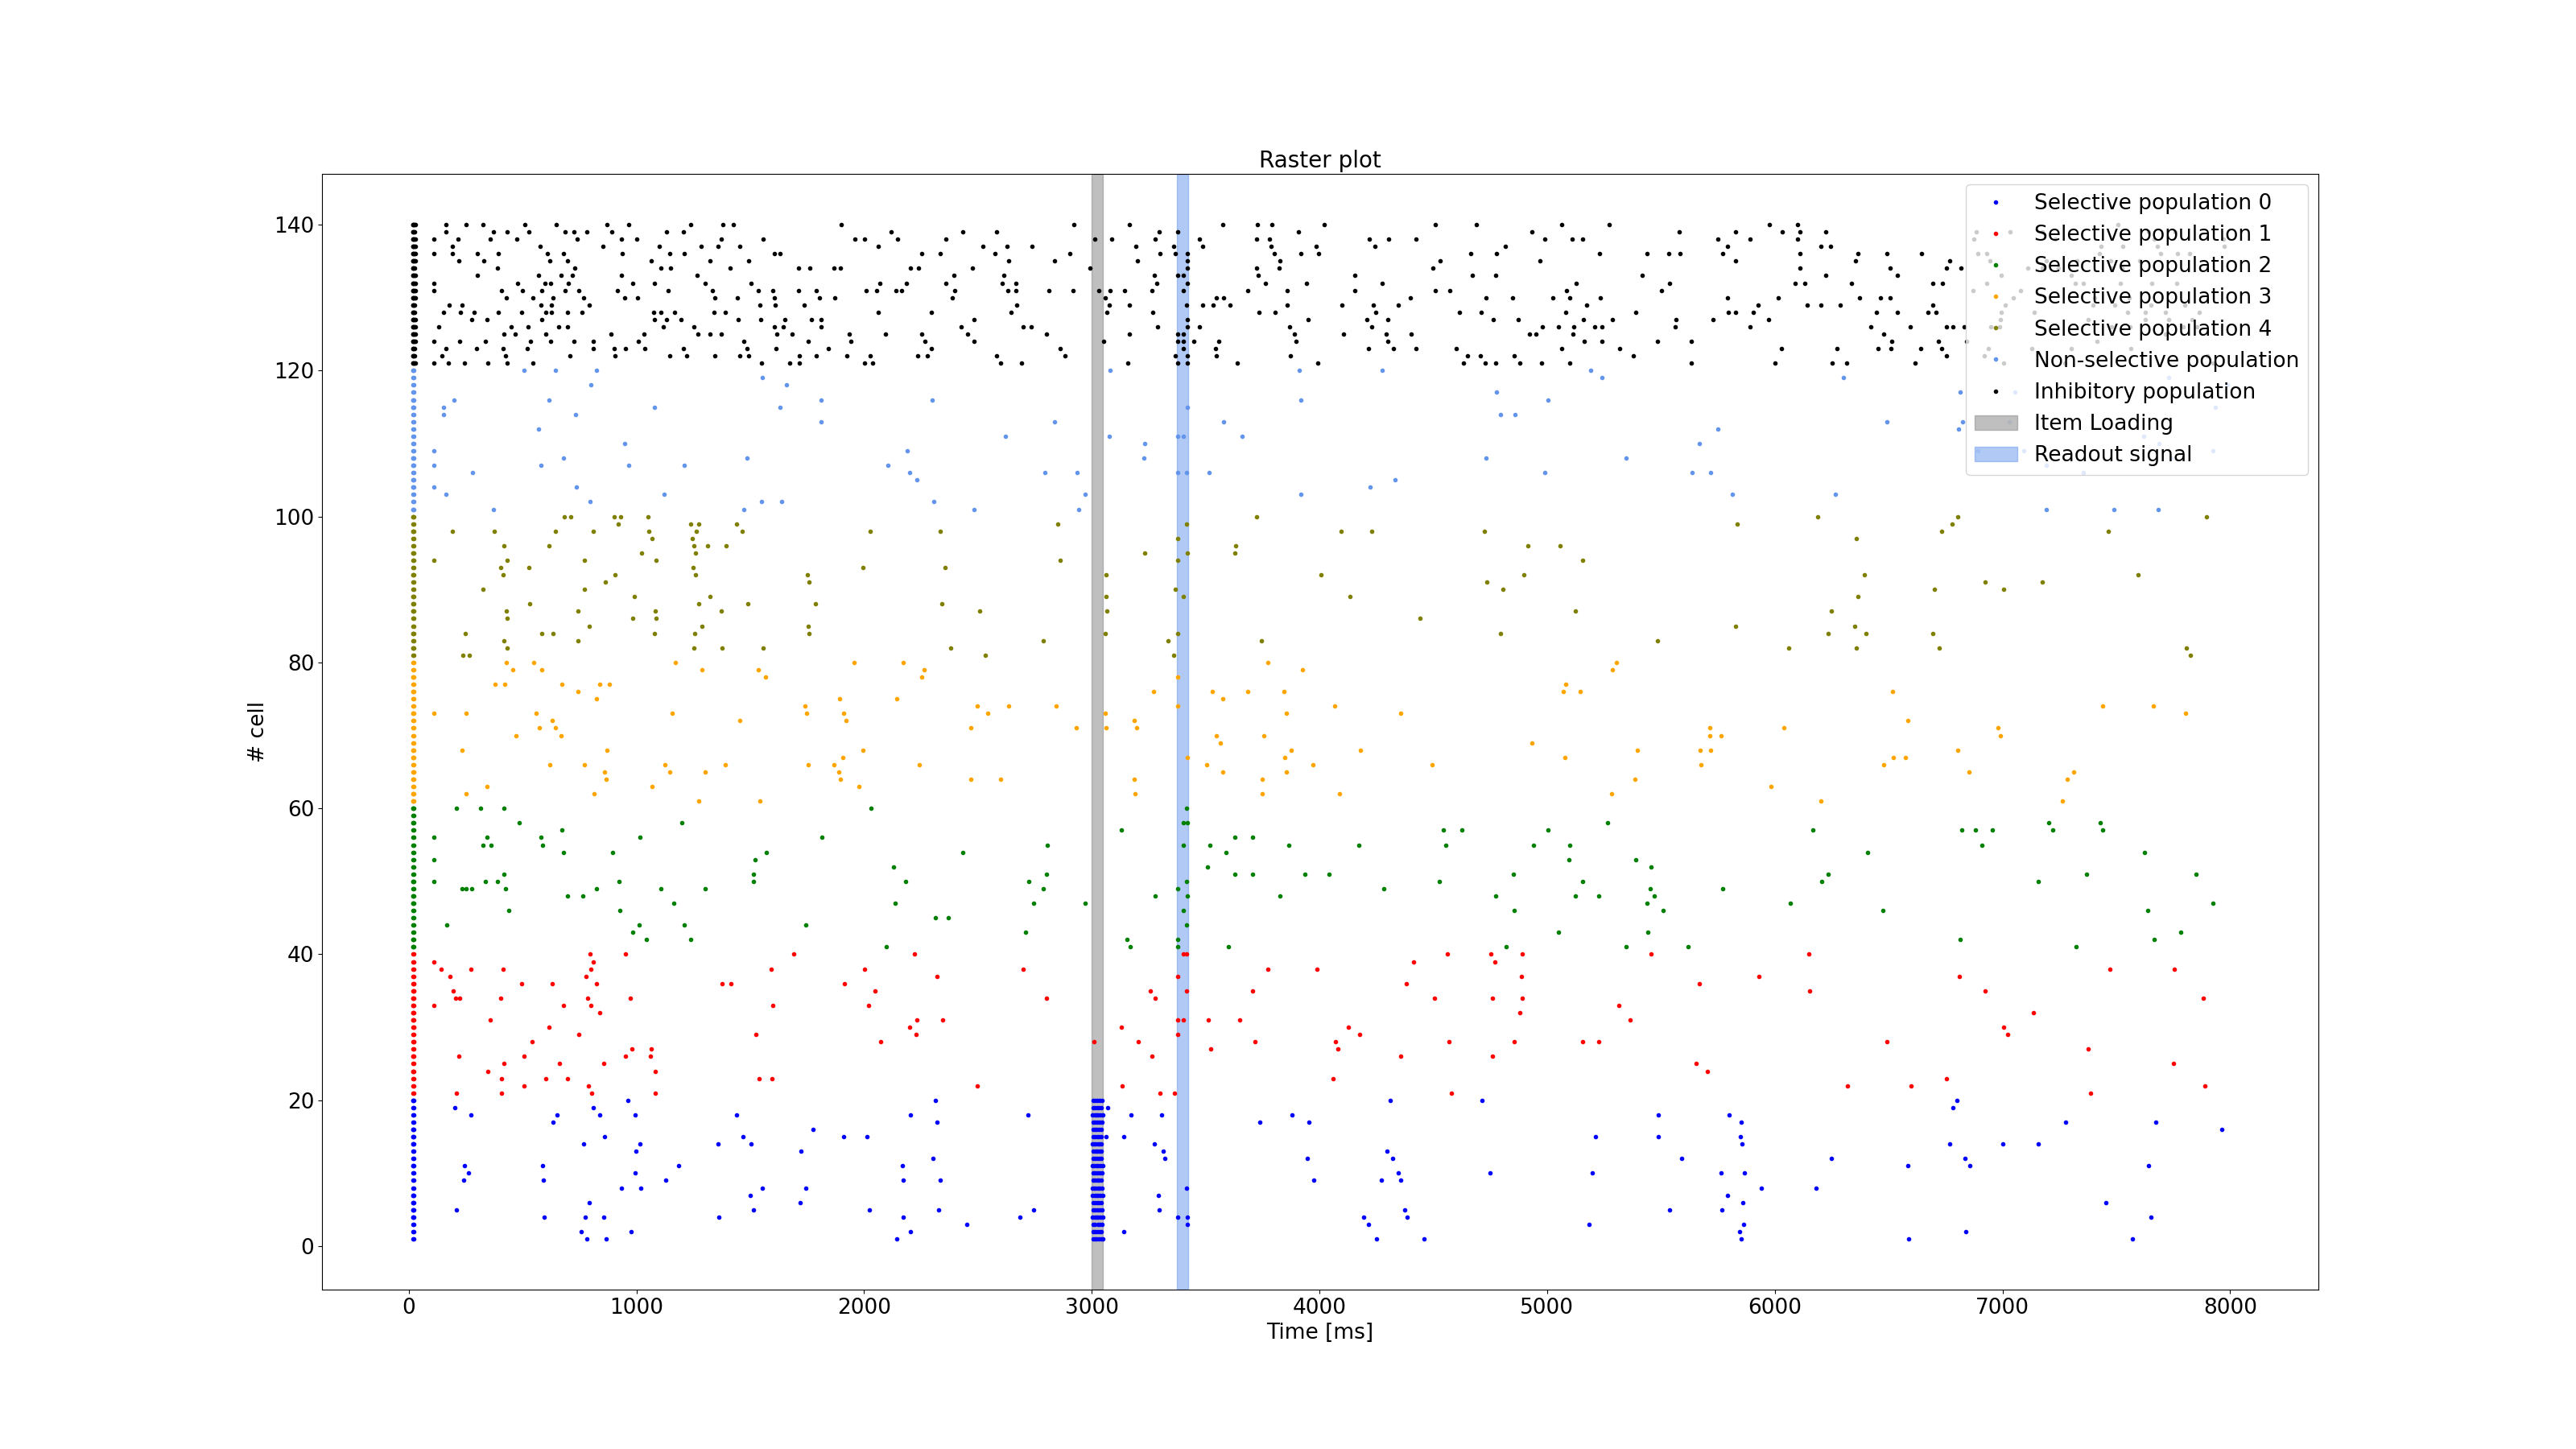 Raster plot
140
120
100
80
60
40
20
0
# cell
0 1000 2000 3000 4000 5000 6000 7000 8000
Time [ms]
Selective population 0
Selective population 1
Selective population 2
Selective population 3
Selective population 4
Non-selective population
Inhibitory population
Item Loading
Readout signal